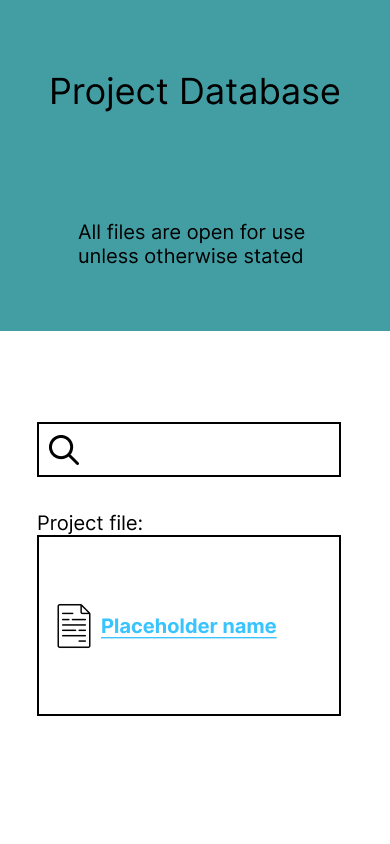 Project Database
All files are open for use
unless otherwise stated
Project file:
Placeholder name